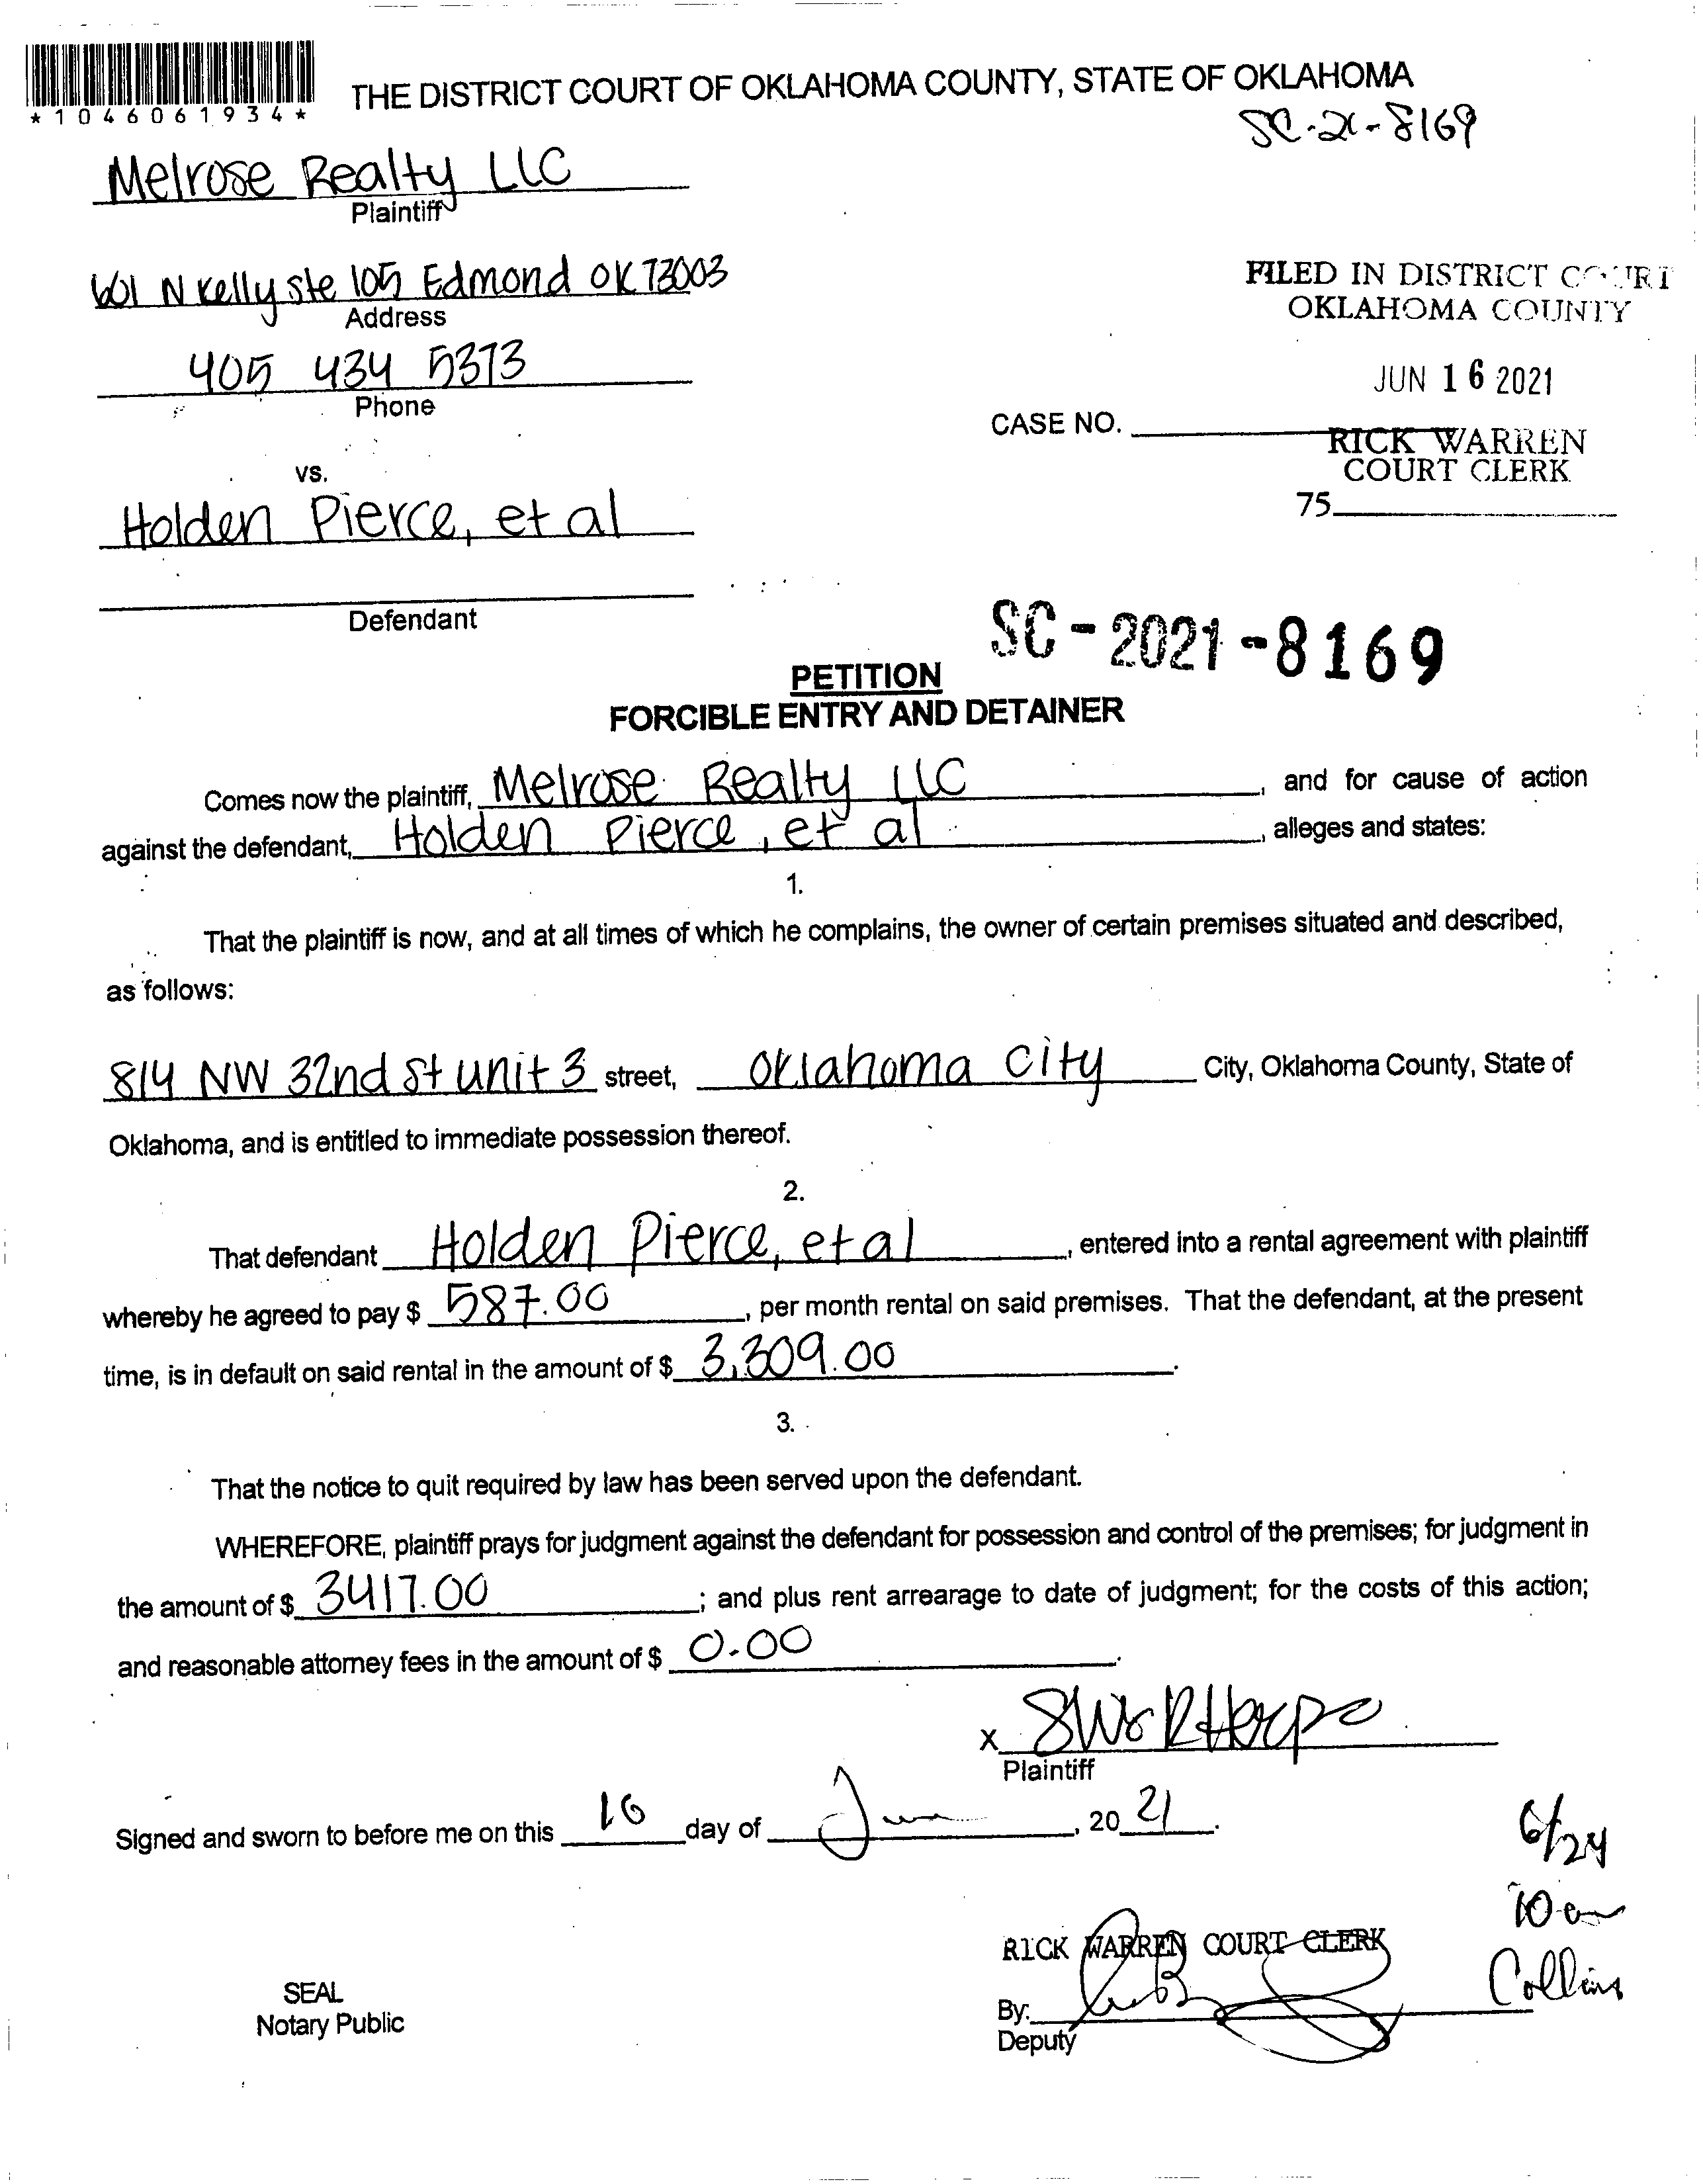 *1046061934*
THE DISTRICT COURT OF OKLAHOMA COUNTY, STATE OF OKLAHOMA
SC-21-8169
Melrose Realty LLC
Plaintiff
601 N Kelly ste 105 Edmond OK 73003
Address
405 434 5373
Phone
FILED IN DISTRICT COURT
OKLAHOMA COUNTY
JUN 16 2021
CASE NO.
RICK WARREN
COURT CLERK
75
vs.
Holden Pierce, et al
Defendant
SC-2021-8169
PETITION
FORCIBLE ENTRY AND DETAINER
Comes now the plaintiff, Melrose Realty LLC, and for cause of action
against the defendant, Holden Pierce, et al, alleges and states:
1.
That the plaintiff is now, and at all times of which he complains, the owner of certain premises situated and described,
as follows:
814 NW 32nd St unit 3 street, Oklahoma City City, Oklahoma County, State of
Oklahoma, and is entitled to immediate possession thereof.
2.
That defendant Holden Pierce, et al, entered into a rental agreement with plaintiff
whereby he agreed to pay $ 587.00, per month rental on said premises. That the defendant, at the present
time, is in default on said rental in the amount of $ 3,309.00.
3.
That the notice to quit required by law has been served upon the defendant.
WHEREFORE, plaintiff prays for judgment against the defendant for possession and control of the premises; for judgment in
the amount of $ 3417.00; and plus rent arrearage to date of judgment; for the costs of this action;
and reasonable attorney fees in the amount of $ 0.00.
X
Plaintiff
Signed and sworn to before me on this 16 day of June, 20 21.
6/24
10 am
Collins
RICK WARREN COURT CLERK
SEAL
Notary Public
By:
Deputy